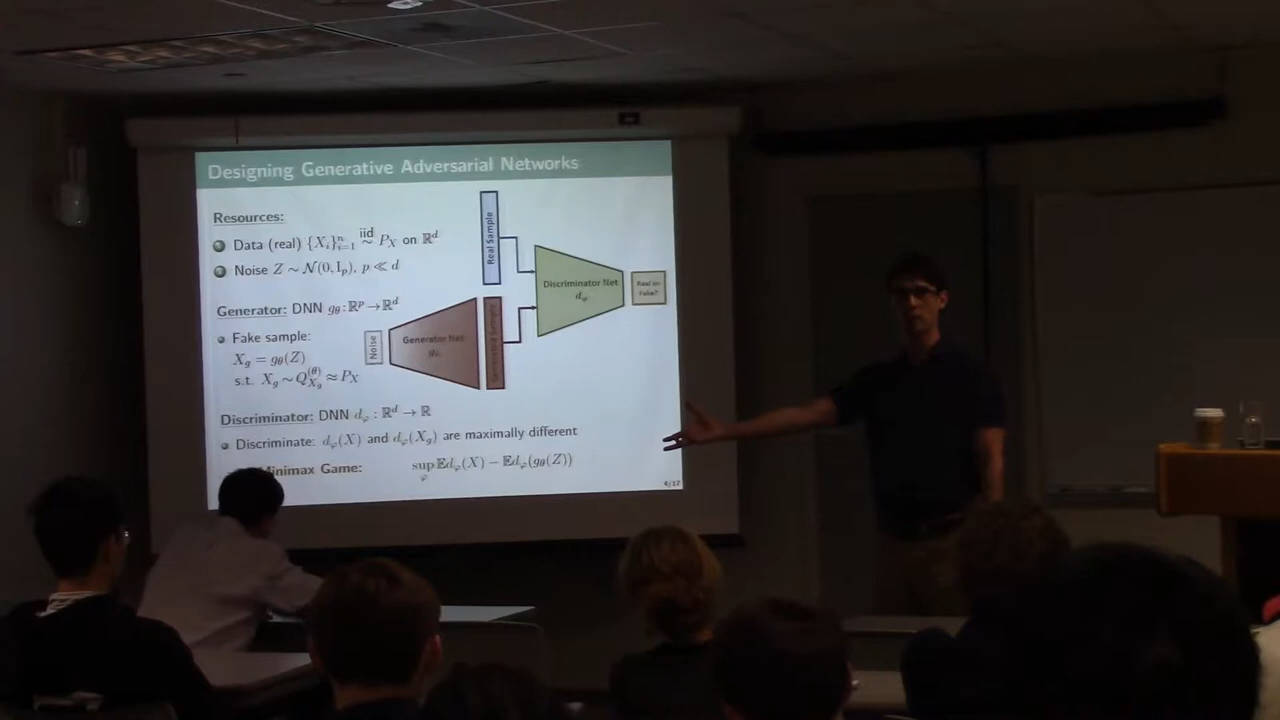 Designing Generative Adversarial Networks
Resources:
Data (real) {X_i}_{i=1}^n iid ∼ P_X on ℝ^d
Noise Z ∼ 𝒩(0, I_p), p ≪ d
Generator: DNN g_θ : ℝ^p → ℝ^d
Fake sample:
X_g = g_θ(Z)
s.t. X_g ∼ Q_{X_g}^{(θ)} ≈ P_X
Noise
Generator Net
g_θ
Generated Sample
Real Sample
Discriminator Net
d_φ
Real or
Fake?
Discriminator: DNN d_φ : ℝ^d → ℝ
Discriminate: d_φ(X) and d_φ(X_g) are maximally different
Minimax Game: sup_φ 𝔼d_φ(X) − 𝔼d_φ(g_θ(Z))
4/17